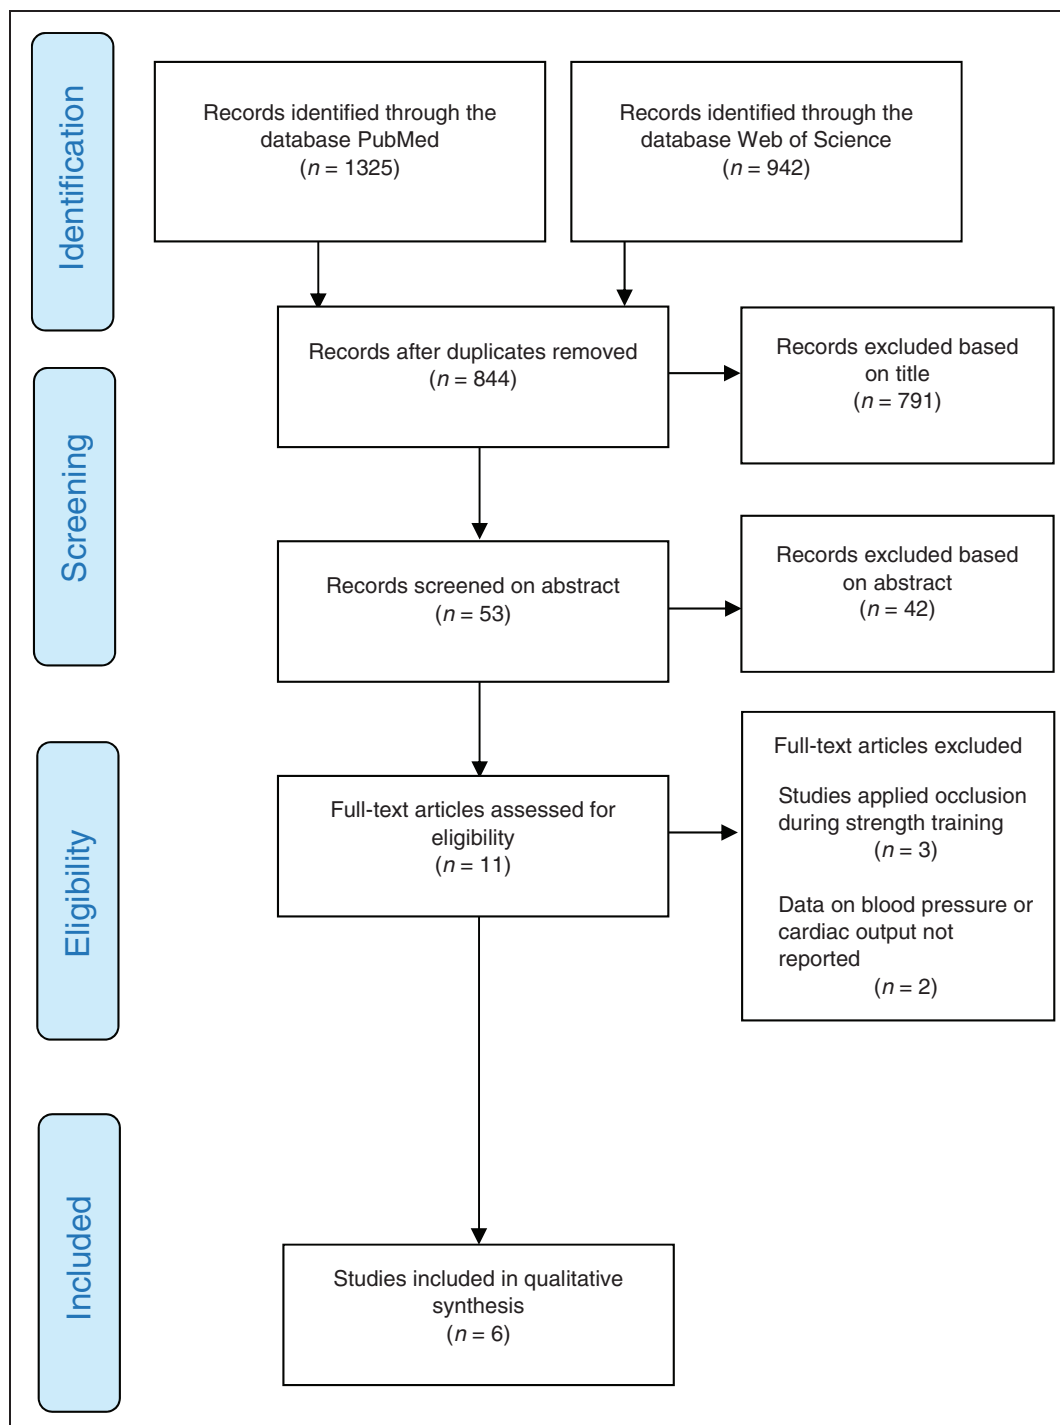 Identification
Records identified through the
database PubMed
(n = 1325)
Records identified through the
database Web of Science
(n = 942)
Records after duplicates removed
(n = 844)
Records excluded based
on title
(n = 791)
Screening
Records screened on abstract
(n = 53)
Records excluded based
on abstract
(n = 42)
Eligibility
Full-text articles assessed for
eligibility
(n = 11)
Full-text articles excluded
Studies applied occlusion
during strength training
(n = 3)
Data on blood pressure or
cardiac output not
reported
(n = 2)
Included
Studies included in qualitative
synthesis
(n = 6)